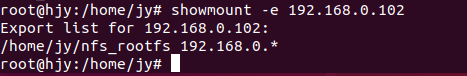 root@hjy:/home/jy# showmount -e 192.168.0.102
Export list for 192.168.0.102:
/home/jy/nfs_rootfs 192.168.0.*
root@hjy:/home/jy#